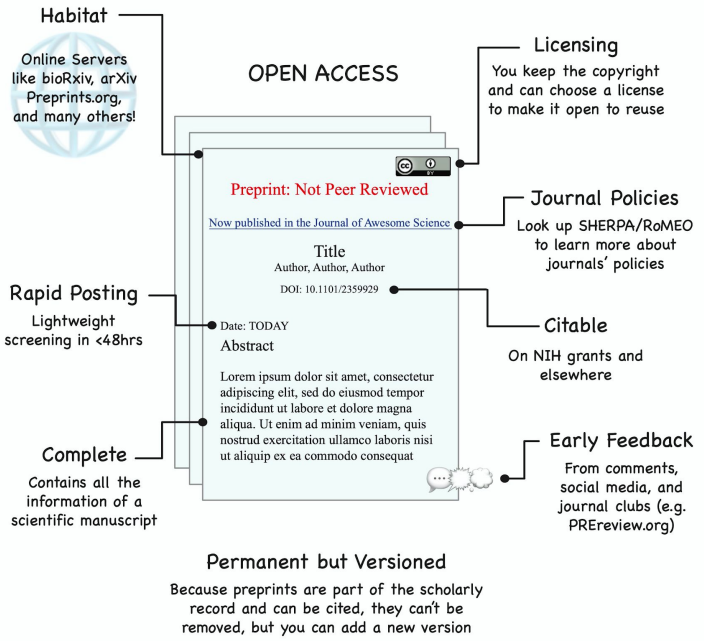 Habitat
Online Servers
like bioRxiv, arXiv
Preprints.org,
and many others!
OPEN ACCESS
Licensing
You keep the copyright
and can choose a license
to make it open to reuse
cc
BY
Preprint: Not Peer Reviewed
Now published in the Journal of Awesome Science
Title
Author, Author, Author
DOI: 10.1101/2359929
Date: TODAY
Abstract
Lorem ipsum dolor sit amet, consectetur
adipiscing elit, sed do eiusmod tempor
incididunt ut labore et dolore magna
aliqua. Ut enim ad minim veniam, quis
nostrud exercitation ullamco laboris nisi
ut aliquip ex ea commodo consequat
Journal Policies
Look up SHERPA/RoMEO
to learn more about
journals' policies
Rapid Posting
Lightweight
screening in <48hrs
Citable
On NIH grants and
elsewhere
Complete
Contains all the
information of a
scientific manuscript
Early Feedback
From comments,
social media, and
journal clubs (e.g.
PREreview.org)
Permanent but Versioned
Because preprints are part of the scholarly
record and can be cited, they can't be
removed, but you can add a new version